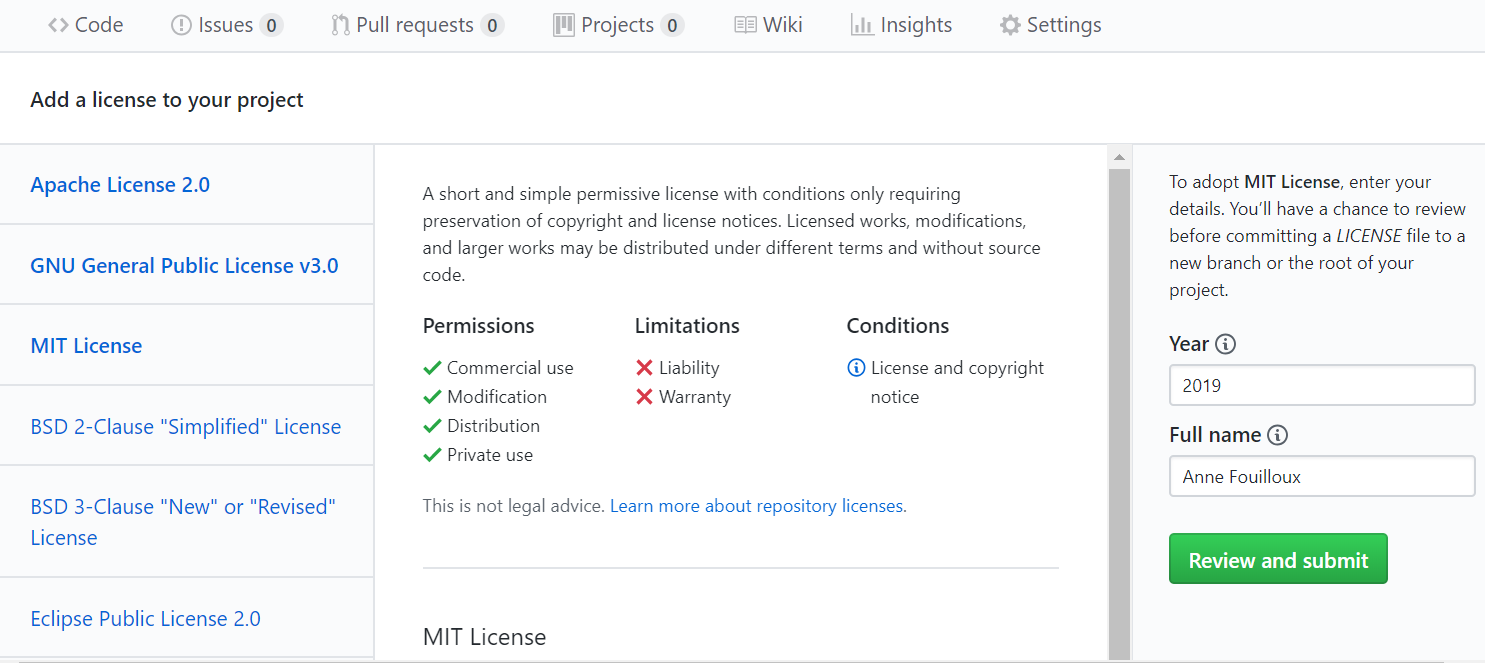 Code Issues 0 Pull requests 0 Projects 0 Wiki Insights Settings
Add a license to your project
Apache License 2.0
GNU General Public License v3.0
MIT License
BSD 2-Clause "Simplified" License
BSD 3-Clause "New" or "Revised"
License
Eclipse Public License 2.0
A short and simple permissive license with conditions only requiring
preservation of copyright and license notices. Licensed works, modifications,
and larger works may be distributed under different terms and without source
code.
Permissions
Commercial use
Modification
Distribution
Private use
Limitations
Liability
Warranty
Conditions
License and copyright
notice
This is not legal advice. Learn more about repository licenses.
MIT License
To adopt MIT License, enter your
details. You’ll have a chance to review
before committing a LICENSE file to a
new branch or the root of your
project.
Year
2019
Full name
Anne Fouilloux
Review and submit